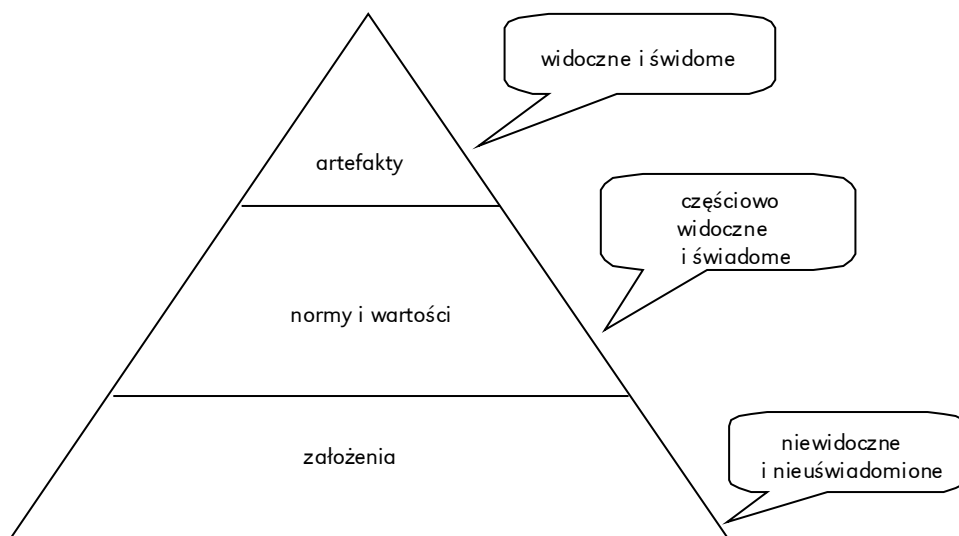 widoczne i świdome
artefakty
częściowo
widoczne
i świadome
normy i wartości
niewidoczne
i nieuświadomione
założenia